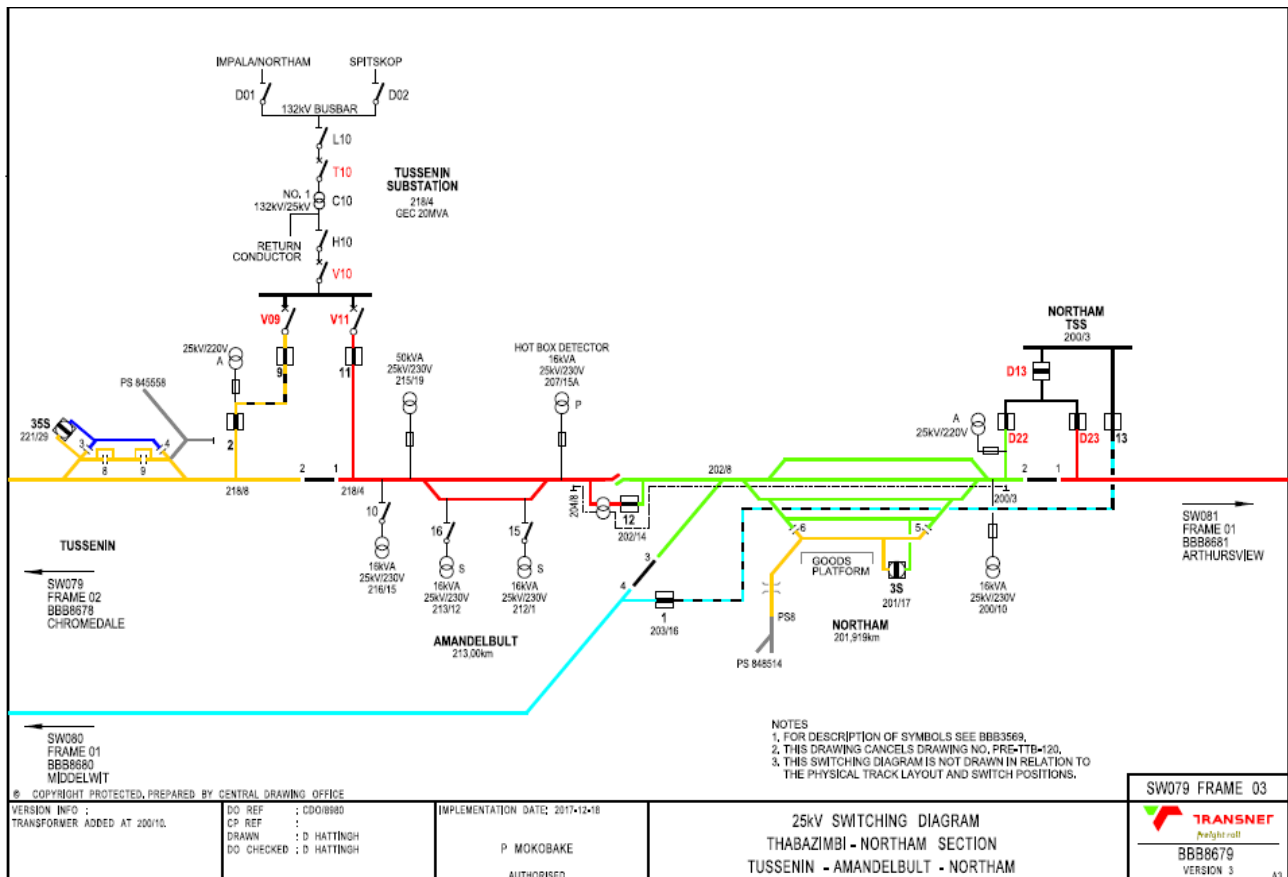 IMPALA/NORTHAM
SPITSKOP
D01
D02
132kV BUSBAR
L10
T10
TUSSENIN
SUBSTATION
218/4
GEC 20MVA
NO. 1
132kV/25kV
C10
RETURN
CONDUCTOR
H10
V10
V09
V11
9
11
25kV/220V
A
2
PS 845558
35S
221/29
3
4
8
9
218/8
2
1
218/4
50kVA
25kV/230V
215/19
HOT BOX DETECTOR
16kVA
25kV/230V
207/15A
P
10
16kVA
25kV/230V
216/15
16
S
16kVA
25kV/230V
213/12
15
S
16kVA
25kV/230V
212/1
AMANDELBULT
213,00km
204/8
12
202/14
202/8
3
4
1
203/16
NORTHAM
TSS
200/3
D13
A
25kV/220V
D22
D23
13
2
1
200/3
6
5
GOODS
PLATFORM
3S
201/17
PS8
PS 848514
NORTHAM
201,919km
16kVA
25kV/230V
200/10
SW081
FRAME 01
BBB8681
ARTHURSVIEW
TUSSENIN
SW079
FRAME 02
BBB8678
CHROMEDALE
SW080
FRAME 01
BBB8680
MIDDELWIT
NOTES
1. FOR DESCRIPTION OF SYMBOLS SEE BBB3569.
2. THIS DRAWING CANCELS DRAWING NO. PRE-TTB-120.
3. THIS SWITCHING DIAGRAM IS NOT DRAWN IN RELATION TO
THE PHYSICAL TRACK LAYOUT AND SWITCH POSITIONS.
© COPYRIGHT PROTECTED. PREPARED BY CENTRAL DRAWING OFFICE
VERSION INFO :
TRANSFORMER ADDED AT 200/10.
DO REF : CDO/8980
CP REF :
DRAWN : D HATTINGH
DO CHECKED : D HATTINGH
IMPLEMENTATION DATE: 2017-12-18
P MOKOBAKE
AUTHORISED
25kV SWITCHING DIAGRAM
THABAZIMBI - NORTHAM SECTION
TUSSENIN - AMANDELBULT - NORTHAM
SW079 FRAME 03
TRANSNET
freight rail
BBB8679
VERSION 3
A3